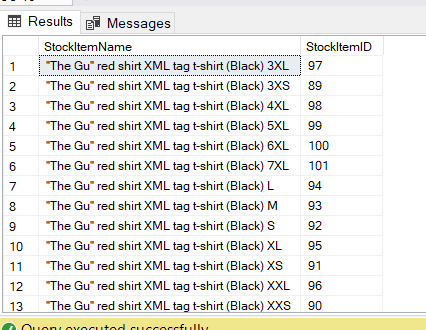 Results Messages
StockItemName StockItemID
1 "The Gu" red shirt XML tag t-shirt (Black) 3XL 97
2 "The Gu" red shirt XML tag t-shirt (Black) 3XS 89
3 "The Gu" red shirt XML tag t-shirt (Black) 4XL 98
4 "The Gu" red shirt XML tag t-shirt (Black) 5XL 99
5 "The Gu" red shirt XML tag t-shirt (Black) 6XL 100
6 "The Gu" red shirt XML tag t-shirt (Black) 7XL 101
7 "The Gu" red shirt XML tag t-shirt (Black) L 94
8 "The Gu" red shirt XML tag t-shirt (Black) M 93
9 "The Gu" red shirt XML tag t-shirt (Black) S 92
10 "The Gu" red shirt XML tag t-shirt (Black) XL 95
11 "The Gu" red shirt XML tag t-shirt (Black) XS 91
12 "The Gu" red shirt XML tag t-shirt (Black) XXL 96
13 "The Gu" red shirt XML tag t-shirt (Black) XXS 90
Query executed successfully